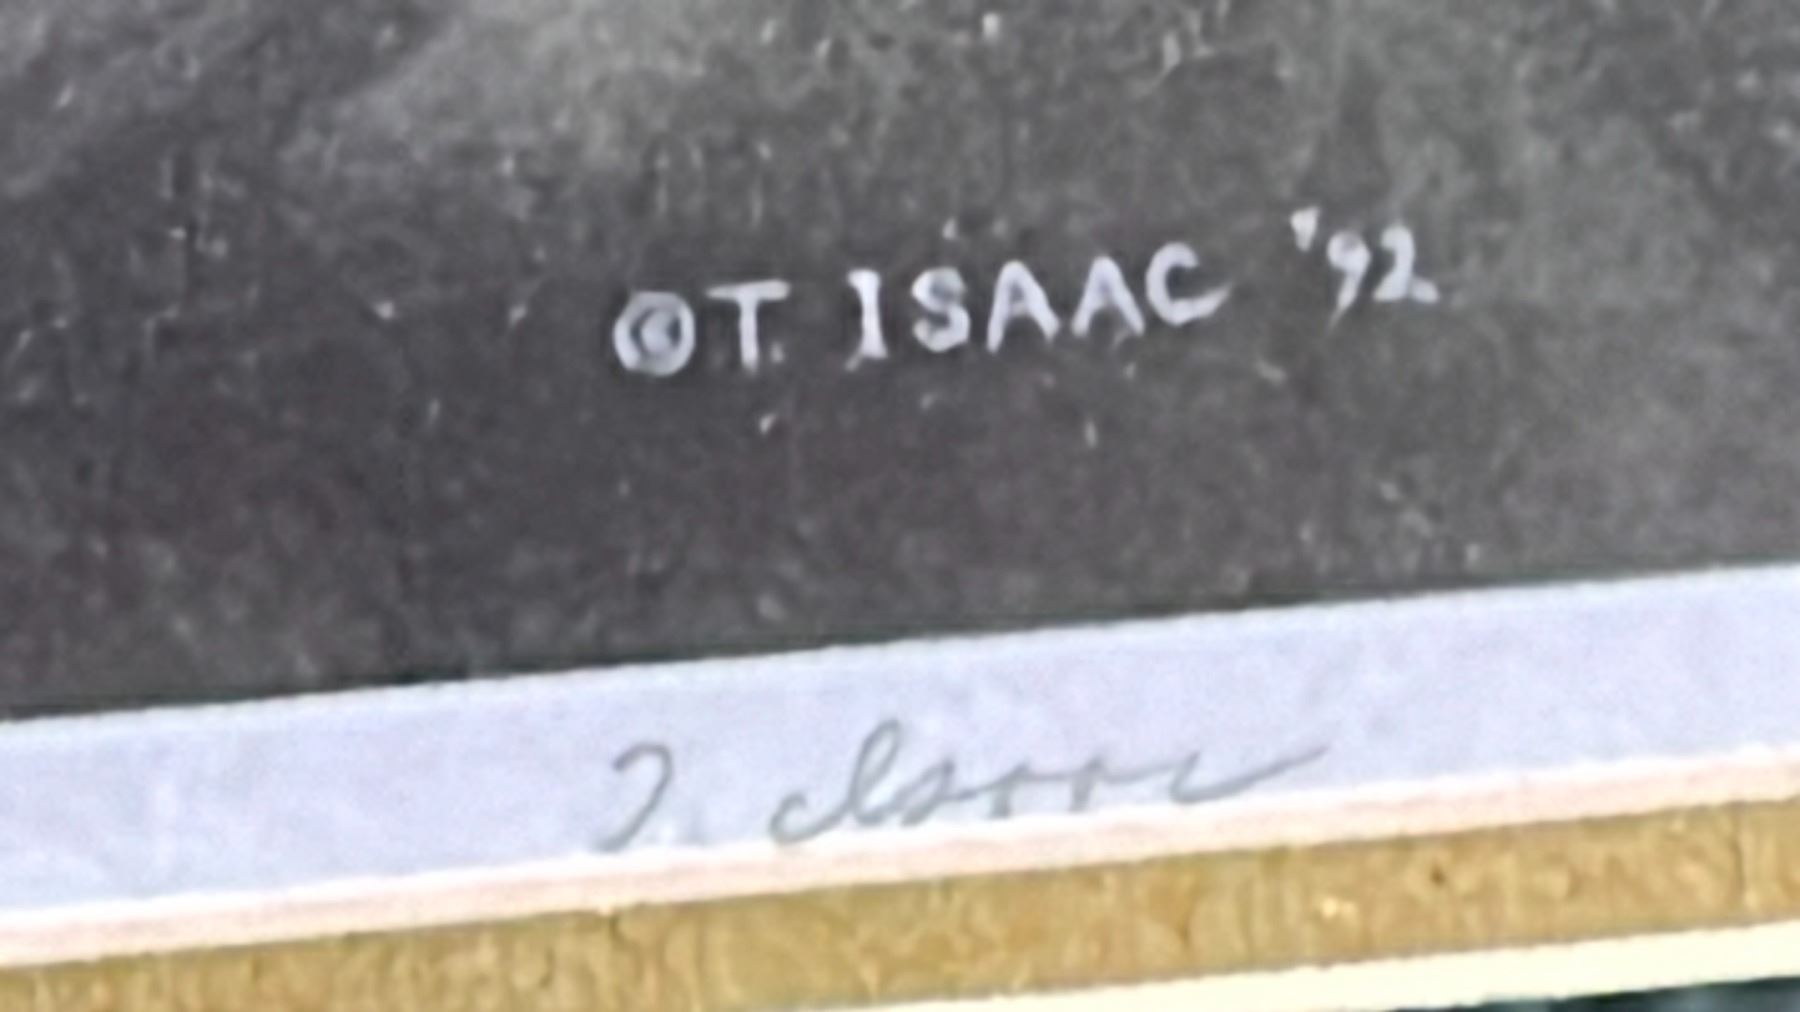 ©T. ISAAC '92
T. Isaac